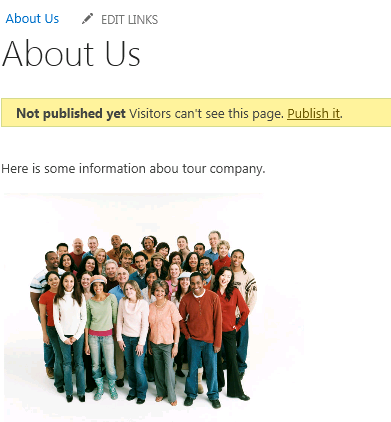 About Us EDIT LINKS
About Us
Not published yet Visitors can't see this page. Publish it.
Here is some information abou tour company.